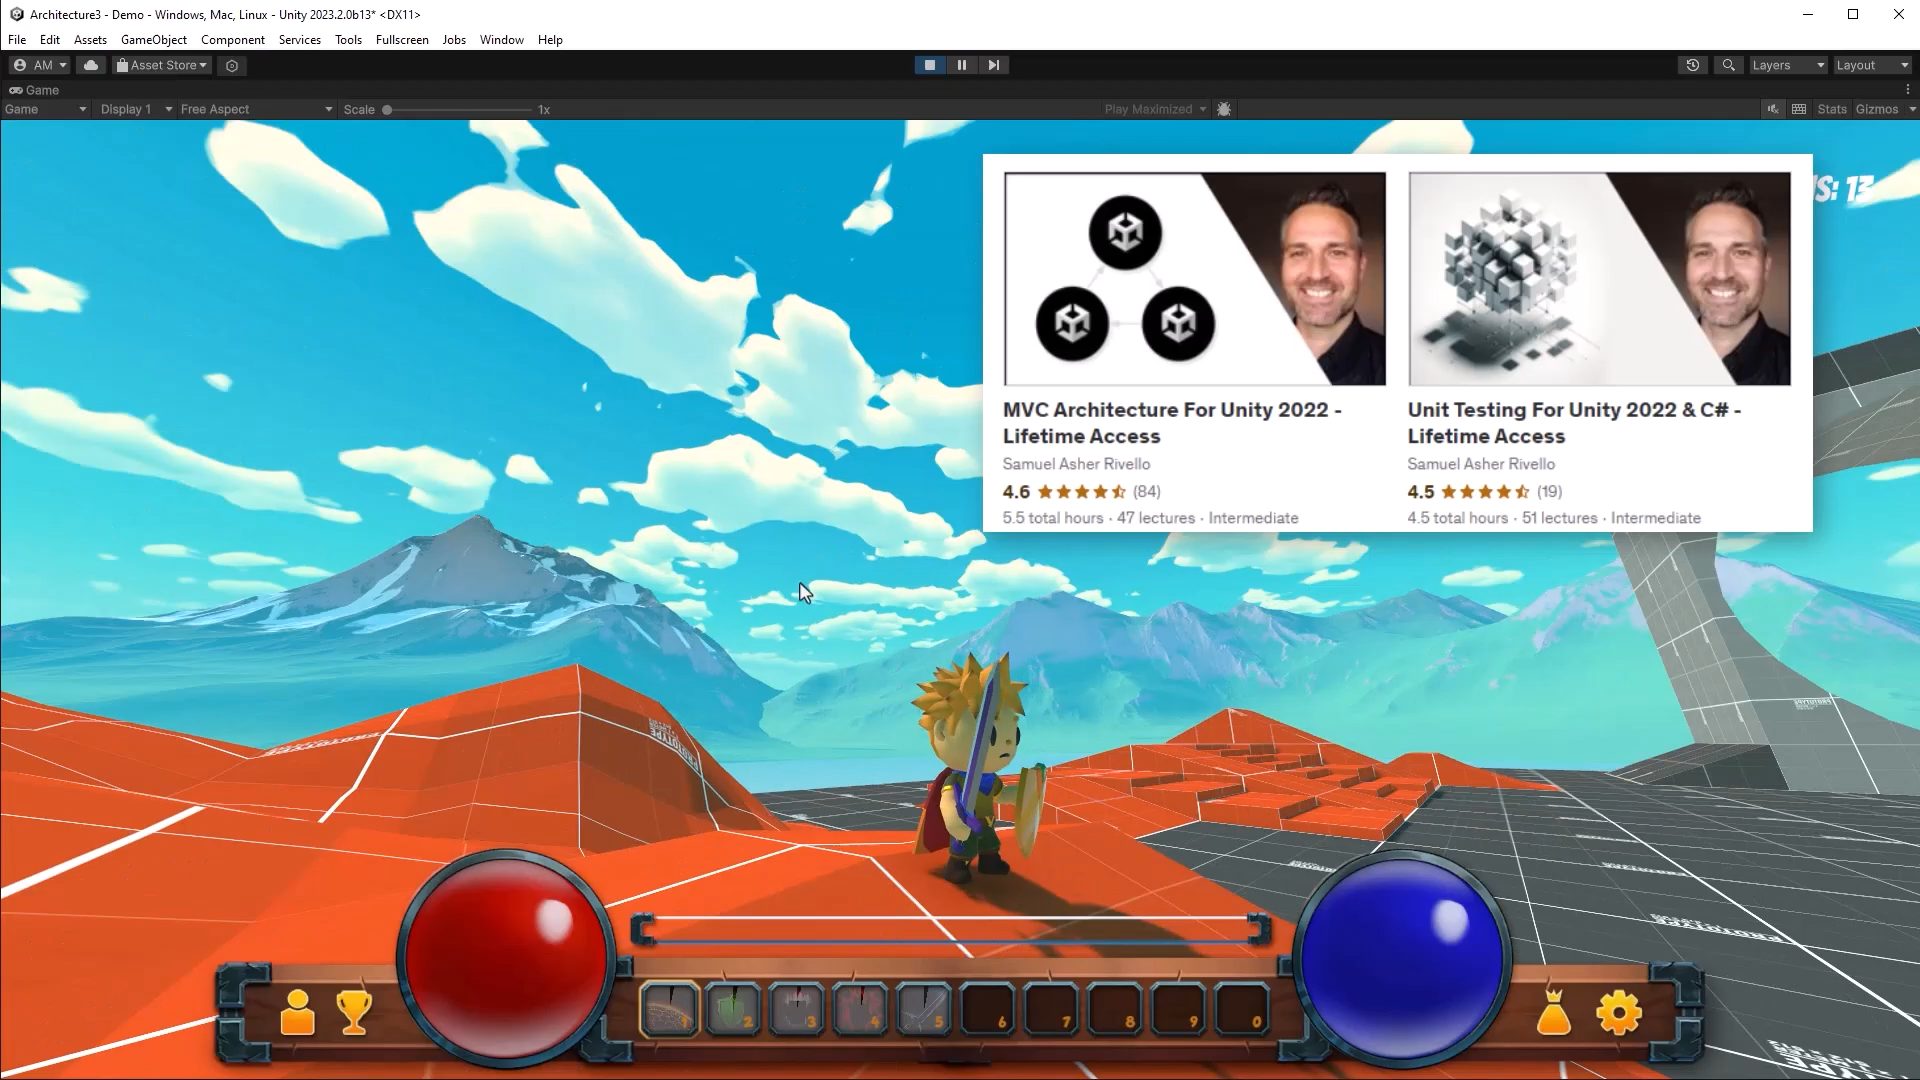 Architecture3 - Demo - Windows, Mac, Linux - Unity 2023.2.0b13* <DX11>
File Edit Assets GameObject Component Services Tools Fullscreen Jobs Window Help
AM Asset Store Layers Layout
Game
Game Display 1 Free Aspect Scale 1x Play Maximized Stats Gizmos
S: 13
MVC Architecture For Unity 2022 -
Lifetime Access
Samuel Asher Rivello
4.6 (84)
5.5 total hours · 47 lectures · Intermediate
Unit Testing For Unity 2022 & C# -
Lifetime Access
Samuel Asher Rivello
4.5 (19)
4.5 total hours · 51 lectures · Intermediate
PROTOTYPE
PROTOTYPE
1 2 3 4 5 6 7 8 9 0